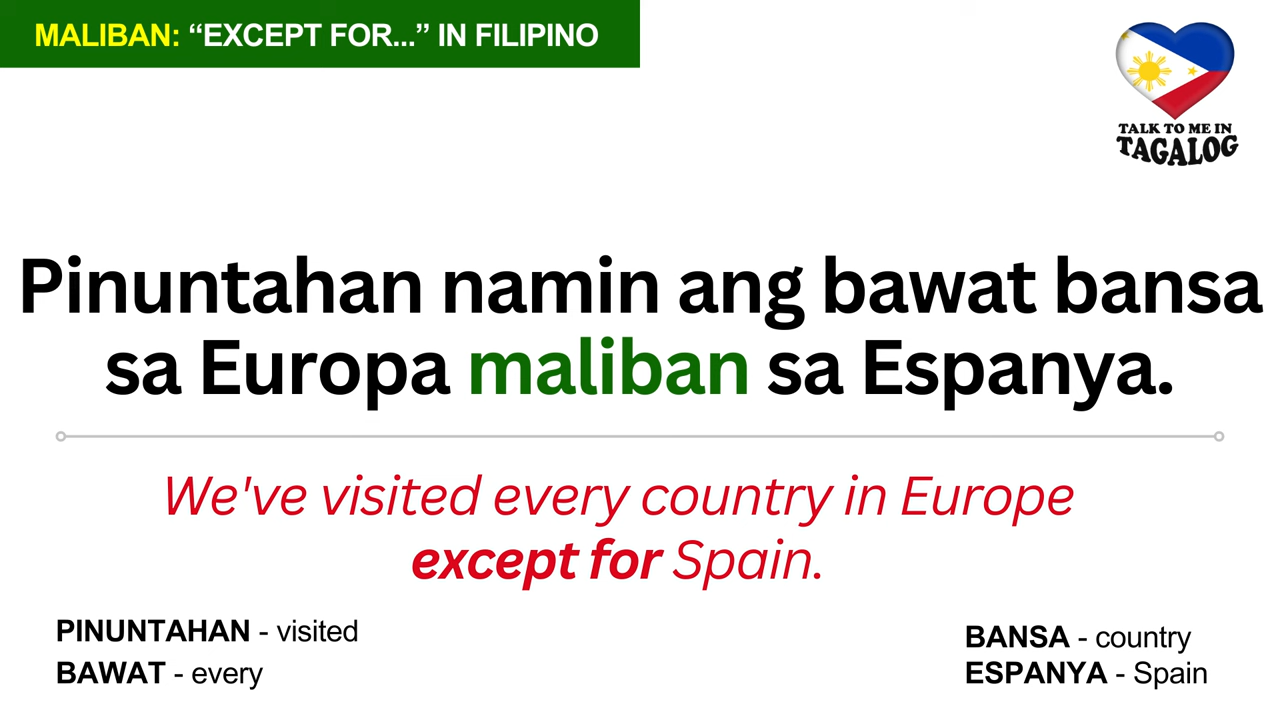 MALIBAN: “EXCEPT FOR...” IN FILIPINO
TALK TO ME IN
TAGALOG
Pinuntahan namin ang bawat bansa
sa Europa maliban sa Espanya.
We've visited every country in Europe
except for Spain.
PINUNTAHAN - visited
BAWAT - every
BANSA - country
ESPANYA - Spain